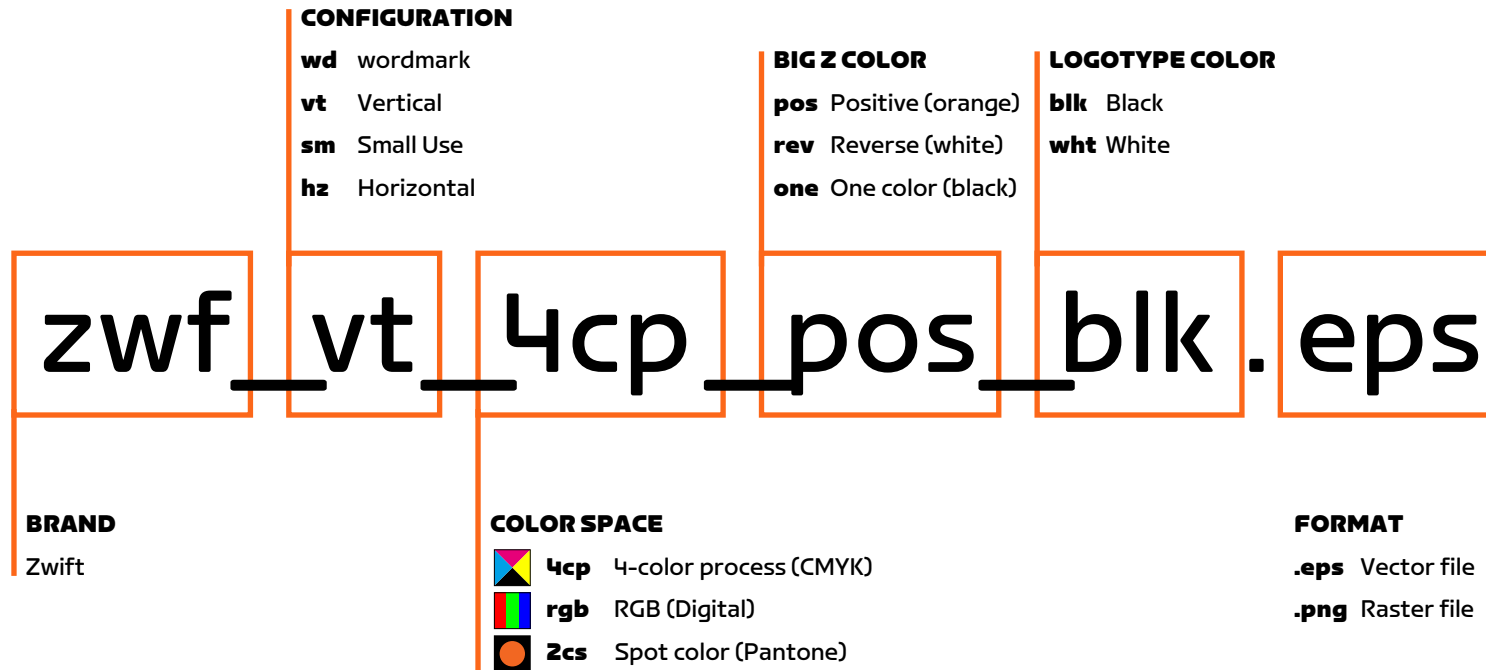 CONFIGURATION
wd wordmark
vt Vertical
sm Small Use
hz Horizontal
BIG Z COLOR
pos Positive (orange)
rev Reverse (white)
one One color (black)
LOGOTYPE COLOR
blk Black
wht White
zwf_vt_4cp_pos_blk.eps
BRAND
Zwift
COLOR SPACE
4cp 4-color process (CMYK)
rgb RGB (Digital)
2cs Spot color (Pantone)
FORMAT
.eps Vector file
.png Raster file